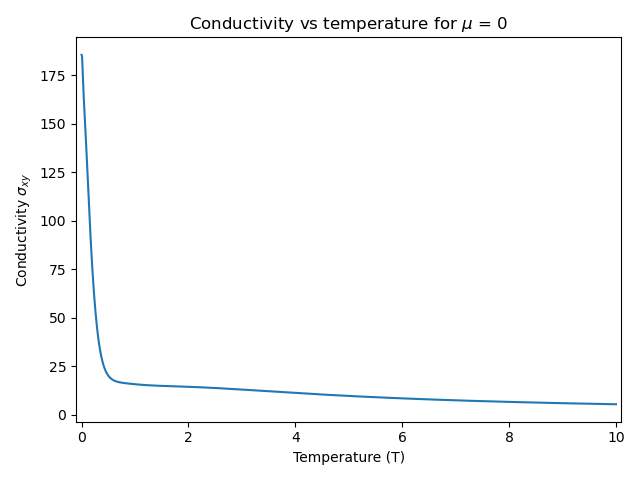 Conductivity vs temperature for μ = 0
Conductivity σxy
175
150
125
100
75
50
25
0
0 2 4 6 8 10
Temperature (T)